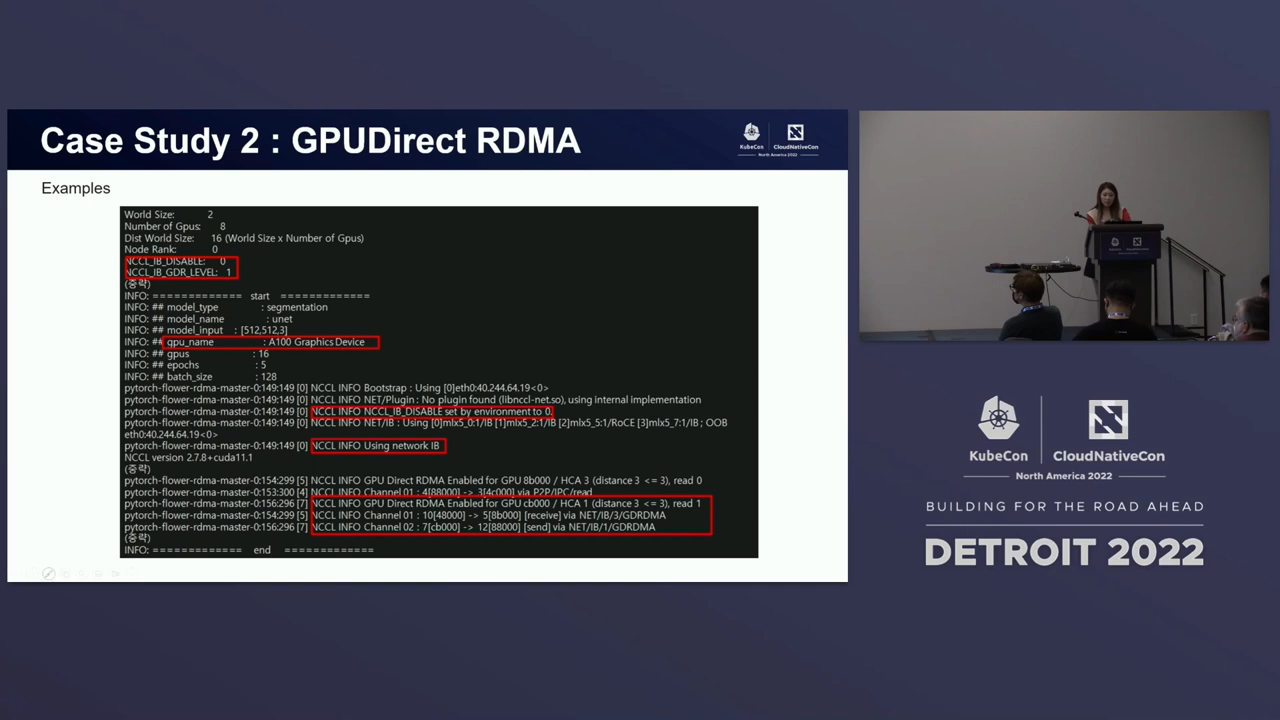 Case Study 2 : GPUDirect RDMA
KubeCon
CloudNativeCon
North America 2022
Examples
World Size: 2
Number of Gpus: 8
Dist World Size: 16 (World Size x Number of Gpus)
Node Rank: 0
NCCL_IB_DISABLE: 0
NCCL_IB_GDR_LEVEL: 1
(중략)
INFO: ============= start =============
INFO: ## model_type : segmentation
INFO: ## model_name : unet
INFO: ## model_input : [512,512,3]
INFO: ## gpu_name : A100 Graphics Device
INFO: ## gpus : 16
INFO: ## epochs : 5
INFO: ## batch_size : 128
pytorch-flower-rdma-master-0:149:149 [0] NCCL INFO Bootstrap : Using [0]eth0:40.244.64.19<0>
pytorch-flower-rdma-master-0:149:149 [0] NCCL INFO NET/Plugin : No plugin found (libnccl-net.so), using internal implementation
pytorch-flower-rdma-master-0:149:149 [0] NCCL INFO NCCL_IB_DISABLE set by environment to 0.
pytorch-flower-rdma-master-0:149:149 [0] NCCL INFO NET/IB : Using [0]mlx5_0:1/IB [1]mlx5_2:1/IB [2]mlx5_5:1/RoCE [3]mlx5_7:1/IB ; OOB
eth0:40.244.64.19<0>
pytorch-flower-rdma-master-0:149:149 [0] NCCL INFO Using network IB
NCCL version 2.7.8+cuda11.1
(중략)
pytorch-flower-rdma-master-0:154:299 [5] NCCL INFO GPU Direct RDMA Enabled for GPU 8b000 / HCA 3 (distance 3 <= 3), read 0
pytorch-flower-rdma-master-0:153:300 [4] NCCL INFO Channel 01 : 4[88000] -> 3[4c000] via P2P/IPC/read
pytorch-flower-rdma-master-0:156:296 [7] NCCL INFO GPU Direct RDMA Enabled for GPU cb000 / HCA 1 (distance 3 <= 3), read 1
pytorch-flower-rdma-master-0:154:299 [5] NCCL INFO Channel 01 : 10[48000] -> 5[8b000] [receive] via NET/IB/3/GDRDMA
pytorch-flower-rdma-master-0:156:296 [7] NCCL INFO Channel 02 : 7[cb000] -> 12[88000] [send] via NET/IB/1/GDRDMA
(중략)
INFO: ============= end =============
KubeCon
CloudNativeCon
North America 2022
BUILDING FOR THE ROAD AHEAD
DETROIT 2022